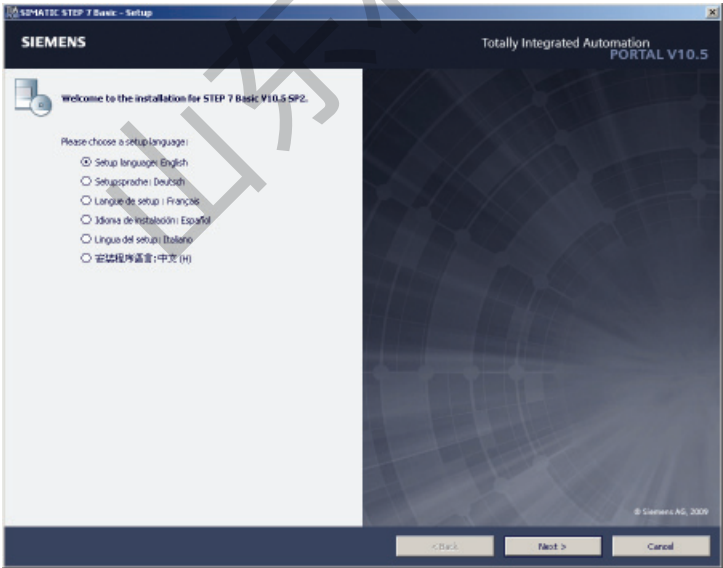 SIMATIC STEP 7 Basic - Setup
SIEMENS
Totally Integrated Automation
PORTAL V10.5
Welcome to the installation for STEP 7 Basic V10.5 SP2.
Please choose a setup language:
Setup language: English
Setupsprache: Deutsch
Langue de setup : Français
Idioma de instalación: Español
Lingua del setup: Italiano
安裝程序語言:中文 (H)
© Siemens AG, 2009
< Back
Next >
Cancel
山东